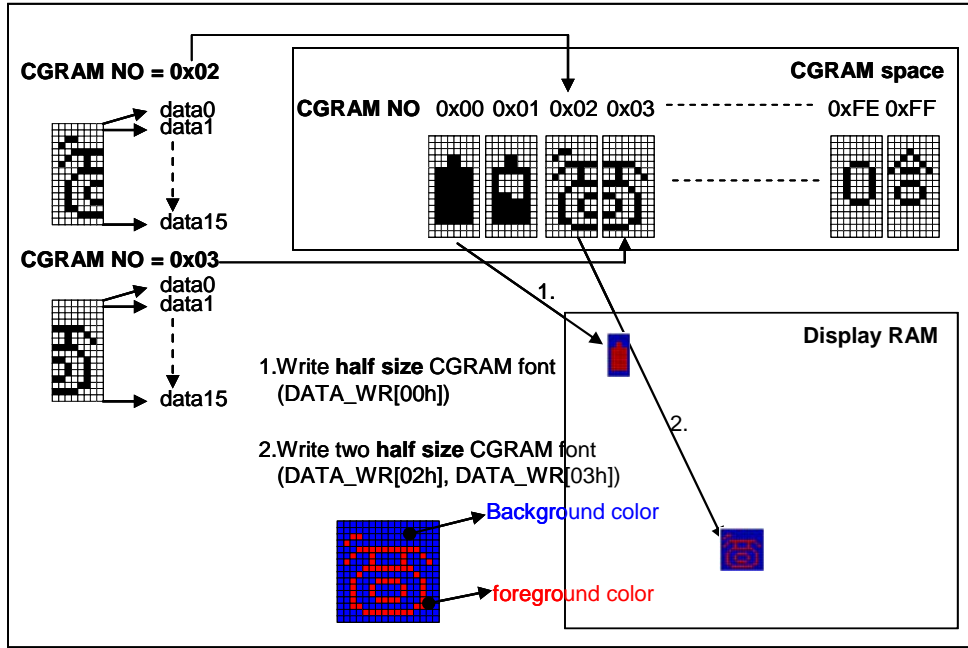 CGRAM NO = 0x02
data0
data1
data15
CGRAM NO = 0x03
data0
data1
data15
CGRAM space
CGRAM NO 0x00 0x01 0x02 0x03 0xFE 0xFF
1.
Display RAM
1.Write half size CGRAM font
(DATA_WR[00h])
2.
2.Write two half size CGRAM font
(DATA_WR[02h], DATA_WR[03h])
Background color
foreground color